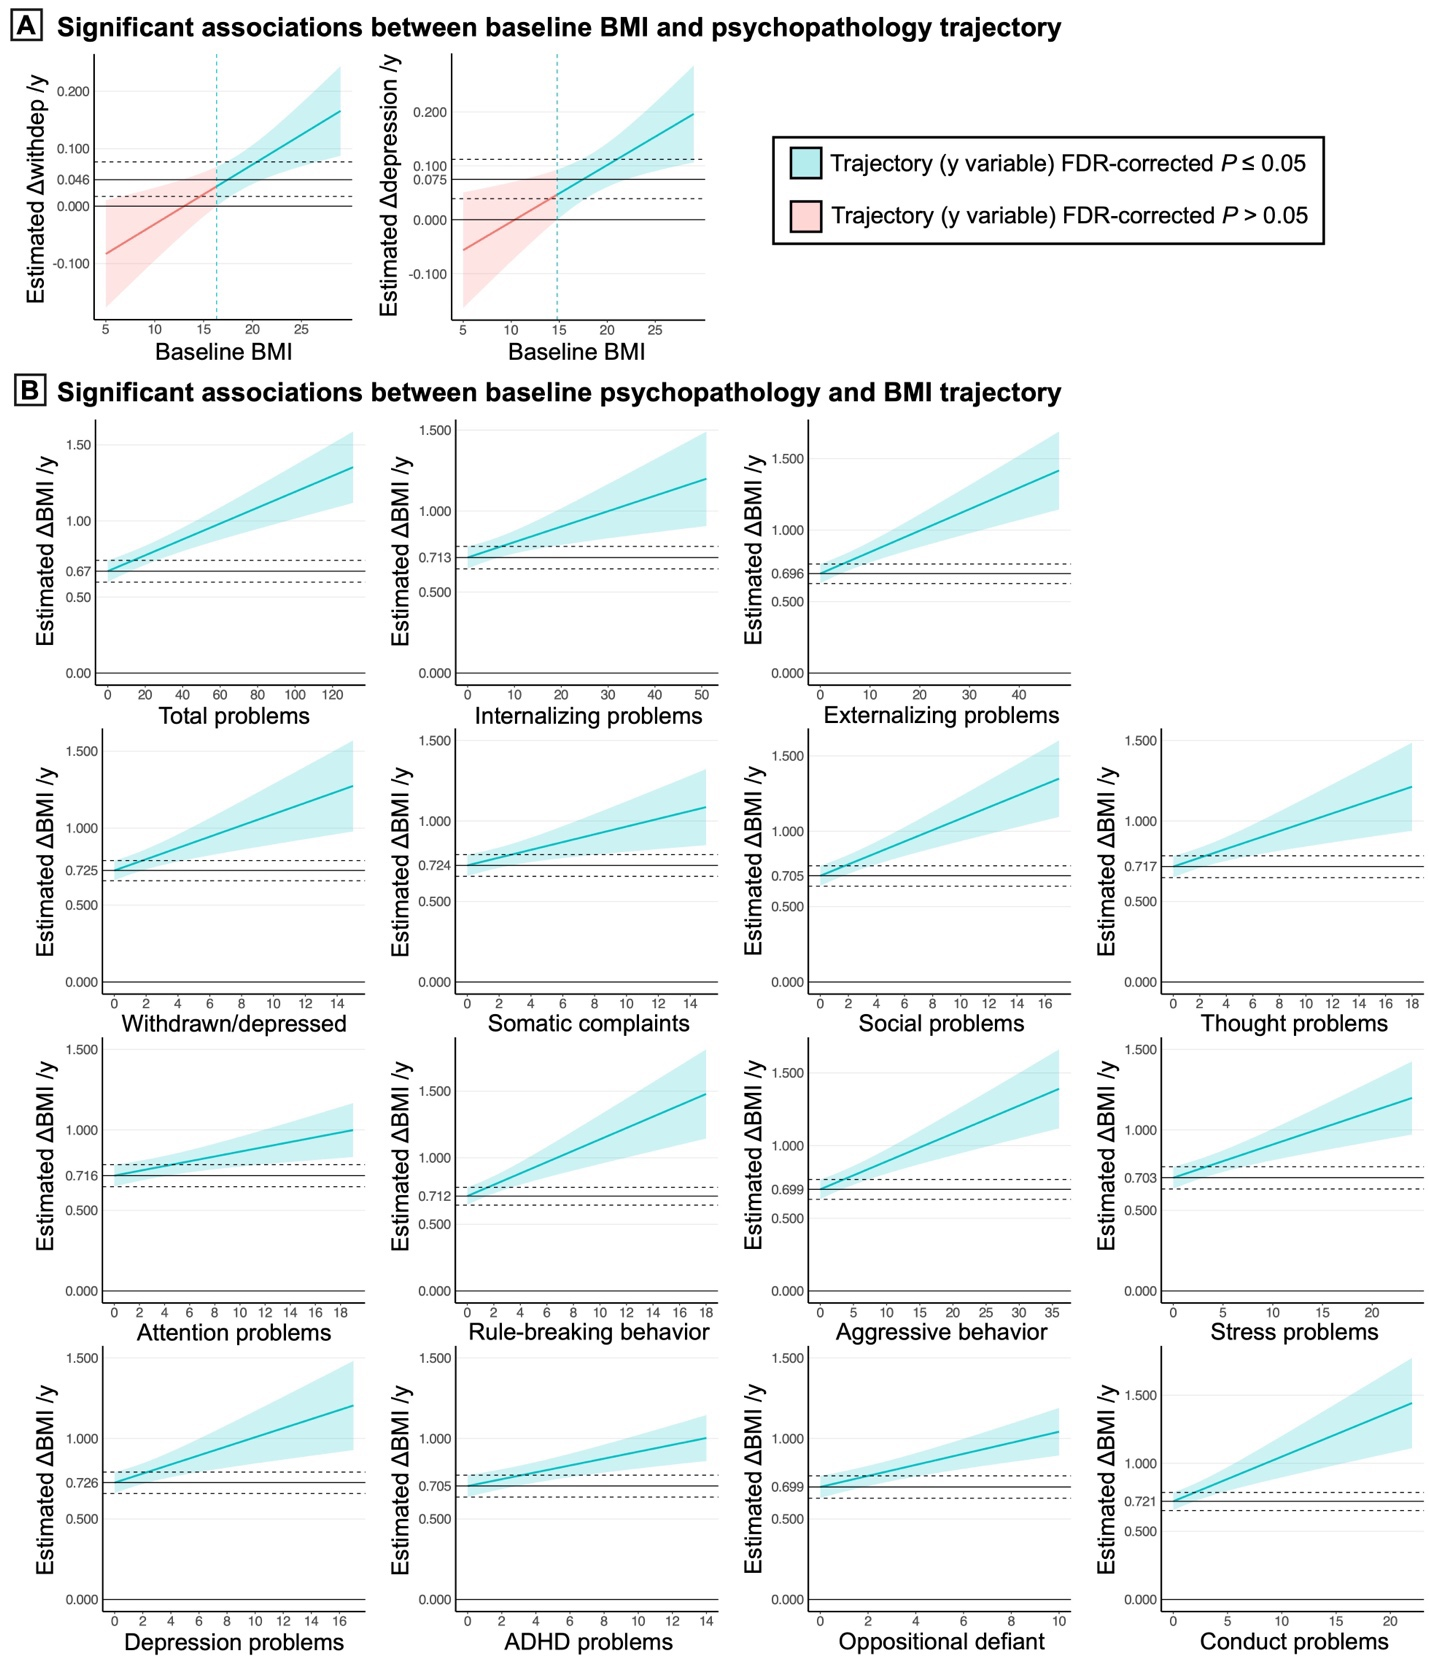 A Significant associations between baseline BMI and psychopathology trajectory
Estimated Δwithdep /y
0.200
0.100
0.046
0.000
-0.100
5 10 15 20 25
Baseline BMI
Estimated Δdepression /y
0.200
0.100
0.075
0.000
-0.100
5 10 15 20 25
Baseline BMI
Trajectory (y variable) FDR-corrected P ≤ 0.05
Trajectory (y variable) FDR-corrected P > 0.05
B Significant associations between baseline psychopathology and BMI trajectory
Estimated ΔBMI /y
1.50
1.00
0.67
0.50
0.00
0 20 40 60 80 100 120
Total problems
Estimated ΔBMI /y
1.500
1.000
0.713
0.500
0.000
0 10 20 30 40 50
Internalizing problems
Estimated ΔBMI /y
1.500
1.000
0.696
0.500
0.000
0 10 20 30 40
Externalizing problems
Estimated ΔBMI /y
1.500
1.000
0.725
0.500
0.000
0 2 4 6 8 10 12 14
Withdrawn/depressed
Estimated ΔBMI /y
1.500
1.000
0.724
0.500
0.000
0 2 4 6 8 10 12 14
Somatic complaints
Estimated ΔBMI /y
1.500
1.000
0.705
0.500
0.000
0 2 4 6 8 10 12 14 16
Social problems
Estimated ΔBMI /y
1.500
1.000
0.717
0.500
0.000
0 2 4 6 8 10 12 14 16 18
Thought problems
Estimated ΔBMI /y
1.500
1.000
0.716
0.500
0.000
0 2 4 6 8 10 12 14 16 18
Attention problems
Estimated ΔBMI /y
1.500
1.000
0.712
0.500
0.000
0 2 4 6 8 10 12 14 16 18
Rule-breaking behavior
Estimated ΔBMI /y
1.500
1.000
0.699
0.500
0.000
0 5 10 15 20 25 30 35
Aggressive behavior
Estimated ΔBMI /y
1.500
1.000
0.703
0.500
0.000
0 5 10 15 20
Stress problems
Estimated ΔBMI /y
1.500
1.000
0.726
0.500
0.000
0 2 4 6 8 10 12 14 16
Depression problems
Estimated ΔBMI /y
1.500
1.000
0.705
0.500
0.000
0 2 4 6 8 10 12 14
ADHD problems
Estimated ΔBMI /y
1.500
1.000
0.699
0.500
0.000
0 2 4 6 8 10
Oppositional defiant
Estimated ΔBMI /y
1.500
1.000
0.721
0.500
0.000
0 5 10 15 20
Conduct problems